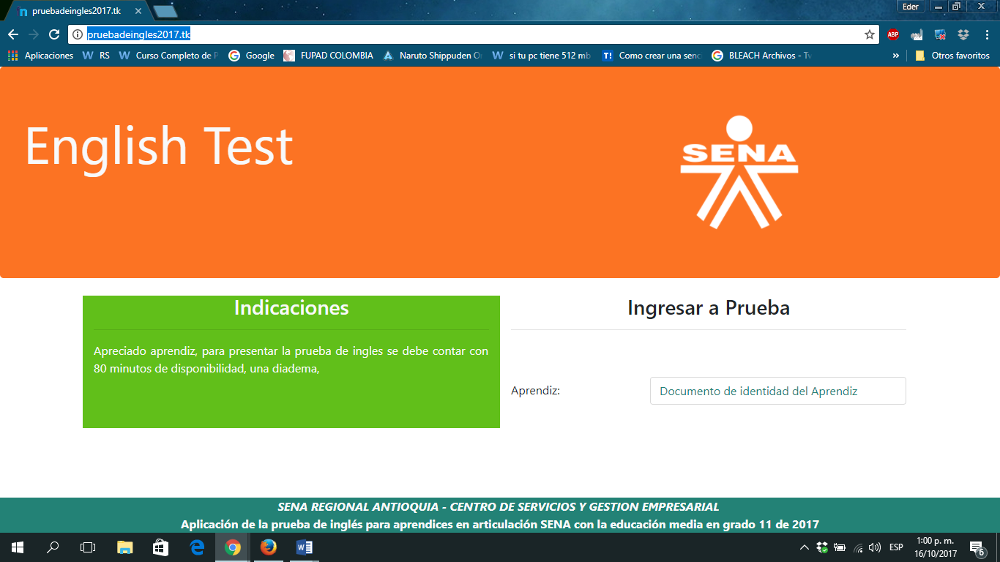 pruebadeingles2017.tk
Eder
pruebadeingles2017.tk
ABP
Aplicaciones RS Curso Completo de P Google FUPAD COLOMBIA Naruto Shippuden O si tu pc tiene 512 mb Como crear una senc BLEACH Archivos - Tv » Otros favoritos
English Test
SENA
Indicaciones
Apreciado aprendiz, para presentar la prueba de ingles se debe contar con
80 minutos de disponibilidad, una diadema,
Ingresar a Prueba
Aprendiz:
Documento de identidad del Aprendiz
SENA REGIONAL ANTIOQUIA - CENTRO DE SERVICIOS Y GESTION EMPRESARIAL
Aplicación de la prueba de inglés para aprendices en articulación SENA con la educación media en grado 11 de 2017
ESP
1:00 p. m.
16/10/2017
6